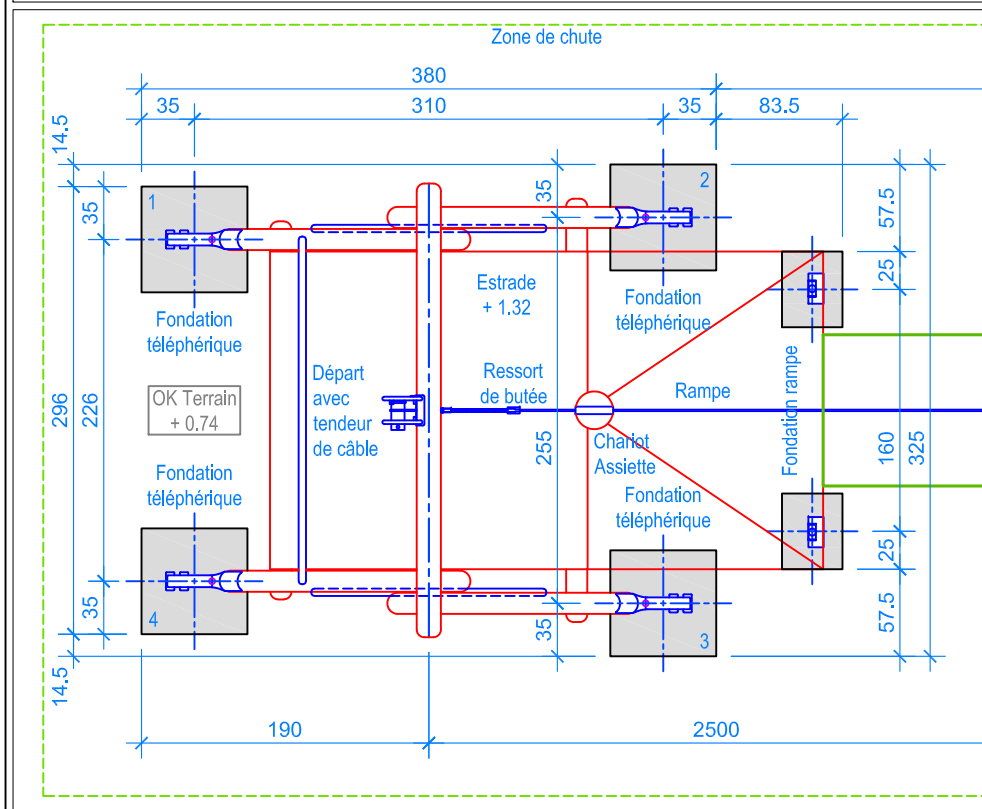 Zone de chute
380
35
310
35
83.5
14.5
1
2
35
35
57.5
25
Estrade
+ 1.32
Fondation
téléphérique
Fondation
téléphérique
OK Terrain
+ 0.74
Départ
avec
tendeur
de câble
Ressort
de butée
Rampe
Fondation rampe
296
226
255
160
325
Chariot
Assiette
Fondation
téléphérique
Fondation
téléphérique
4
3
35
35
25
57.5
14.5
190
2500